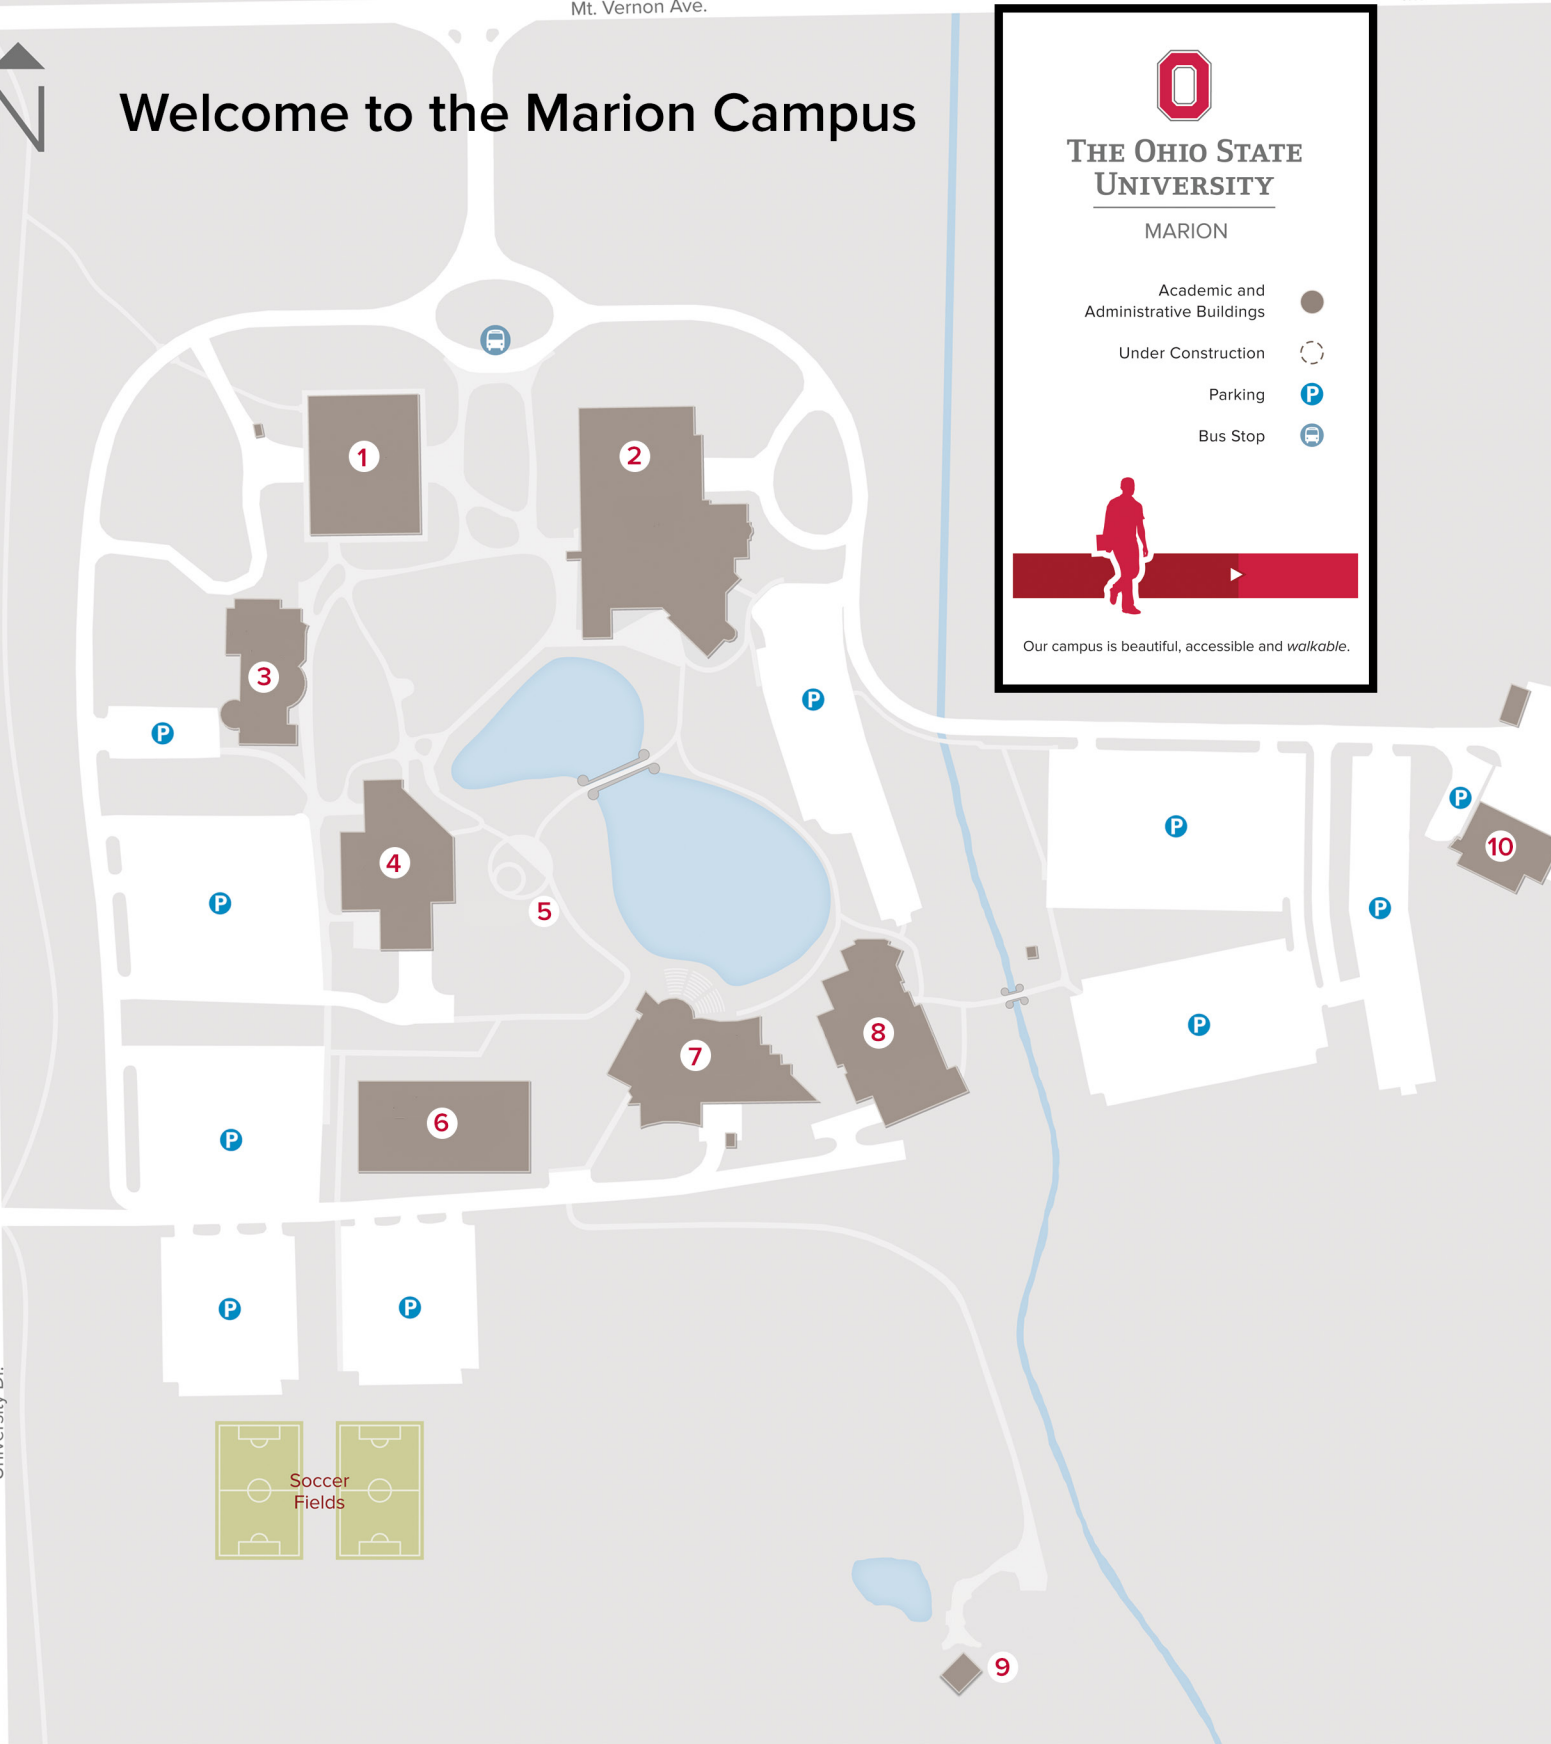 Mt. Vernon Ave.
N
Welcome to the Marion Campus
O
THE OHIO STATE
UNIVERSITY
MARION
Academic and
Administrative Buildings
Under Construction
Parking P
Bus Stop
Our campus is beautiful, accessible and walkable.
1
2
3
P
P
P
P
10
4
P
5
P
8
P
7
6
P
P
P
University Dr.
Soccer
Fields
9